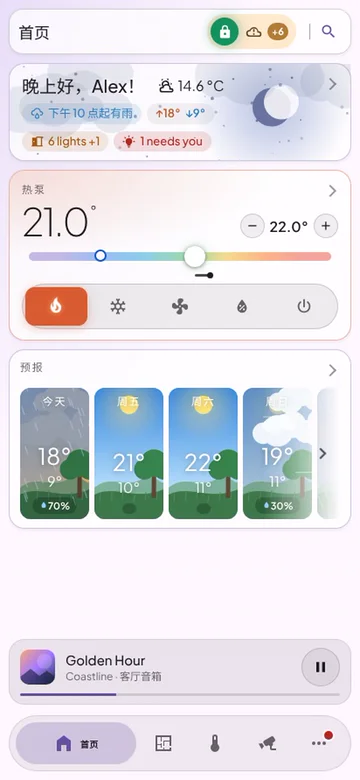 首页
+6
晚上好，Alex！ 14.6 °C
下午 10 点起有雨。 ↑18° ↓9°
6 lights +1 1 needs you
热泵
21.0° 22.0°
预报
今天 周五 周六 周日
18° 21° 22° 19°
9° 10° 11° 11°
70% 30%
Golden Hour
Coastline · 客厅音箱
首页